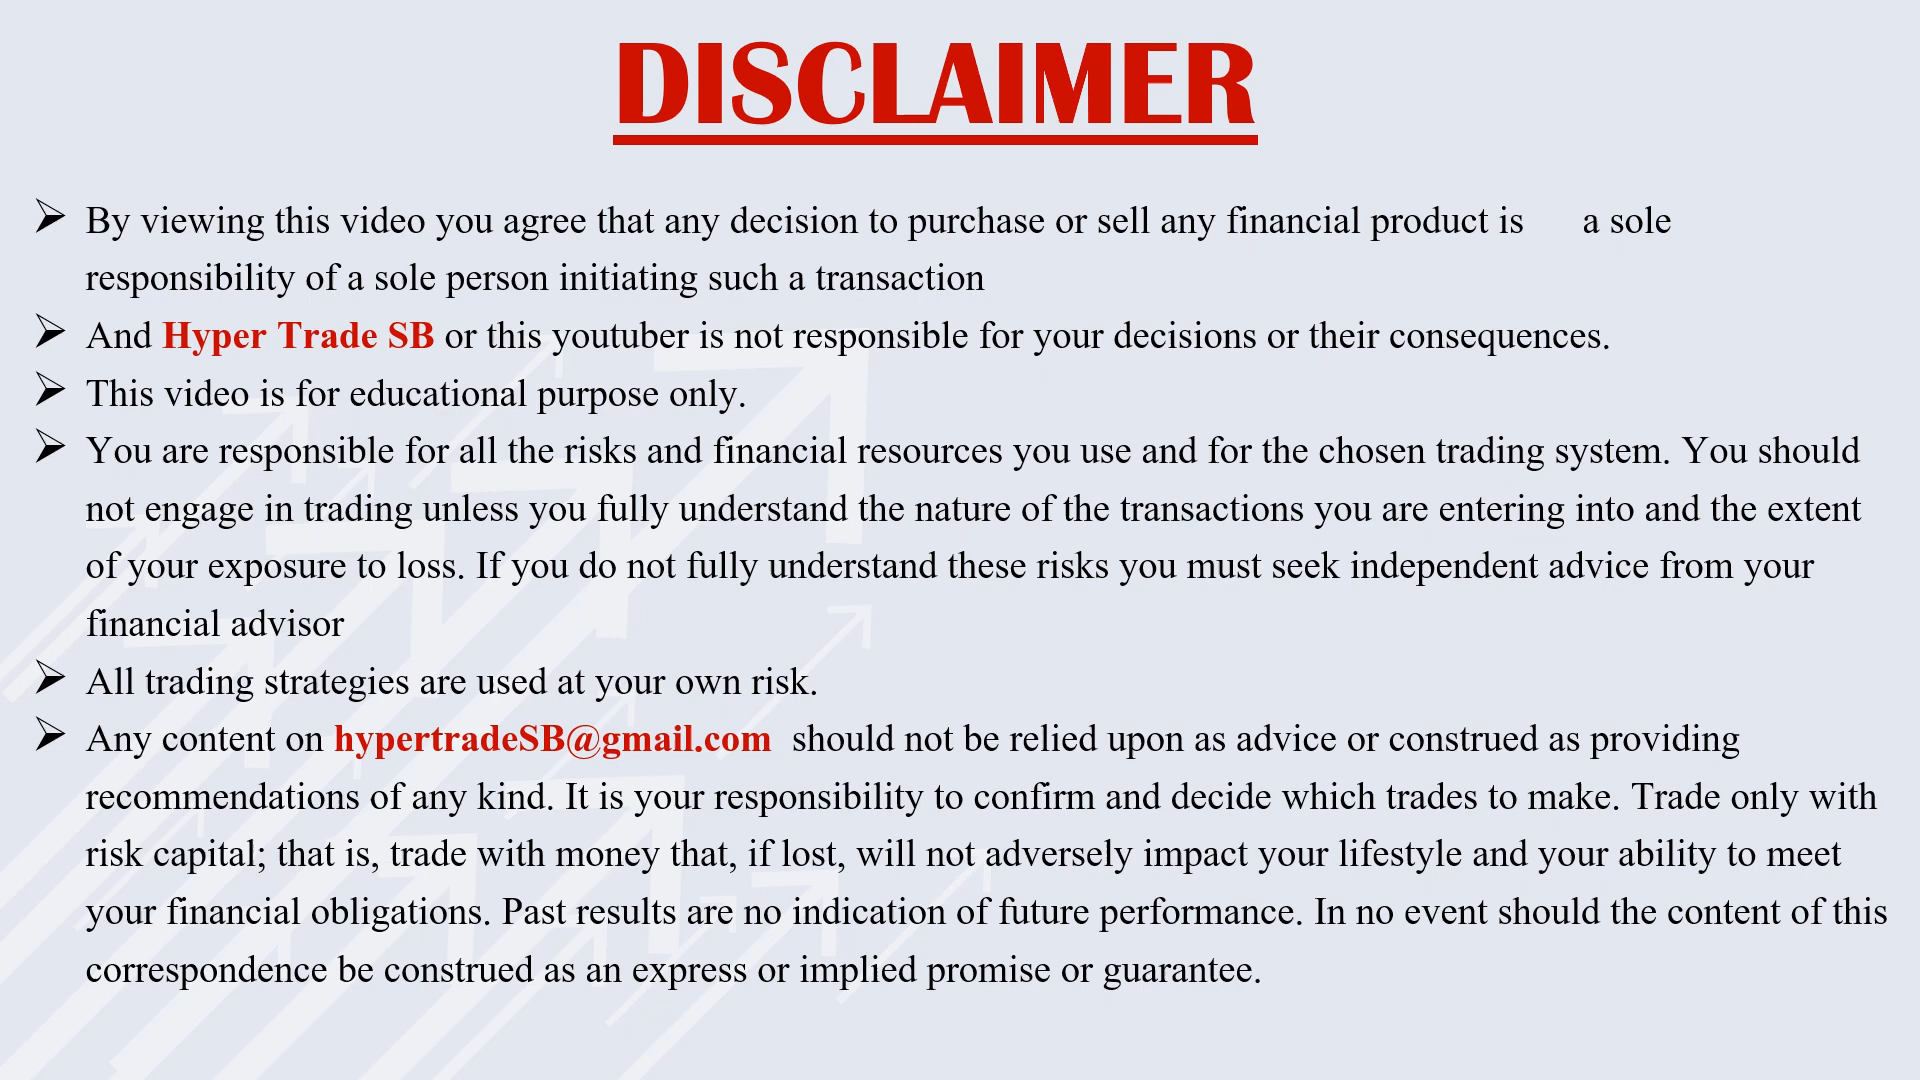 DISCLAIMER
➢ By viewing this video you agree that any decision to purchase or sell any financial product is a sole
responsibility of a sole person initiating such a transaction
➢ And Hyper Trade SB or this youtuber is not responsible for your decisions or their consequences.
➢ This video is for educational purpose only.
➢ You are responsible for all the risks and financial resources you use and for the chosen trading system. You should
not engage in trading unless you fully understand the nature of the transactions you are entering into and the extent
of your exposure to loss. If you do not fully understand these risks you must seek independent advice from your
financial advisor
➢ All trading strategies are used at your own risk.
➢ Any content on hypertradeSB@gmail.com should not be relied upon as advice or construed as providing
recommendations of any kind. It is your responsibility to confirm and decide which trades to make. Trade only with
risk capital; that is, trade with money that, if lost, will not adversely impact your lifestyle and your ability to meet
your financial obligations. Past results are no indication of future performance. In no event should the content of this
correspondence be construed as an express or implied promise or guarantee.